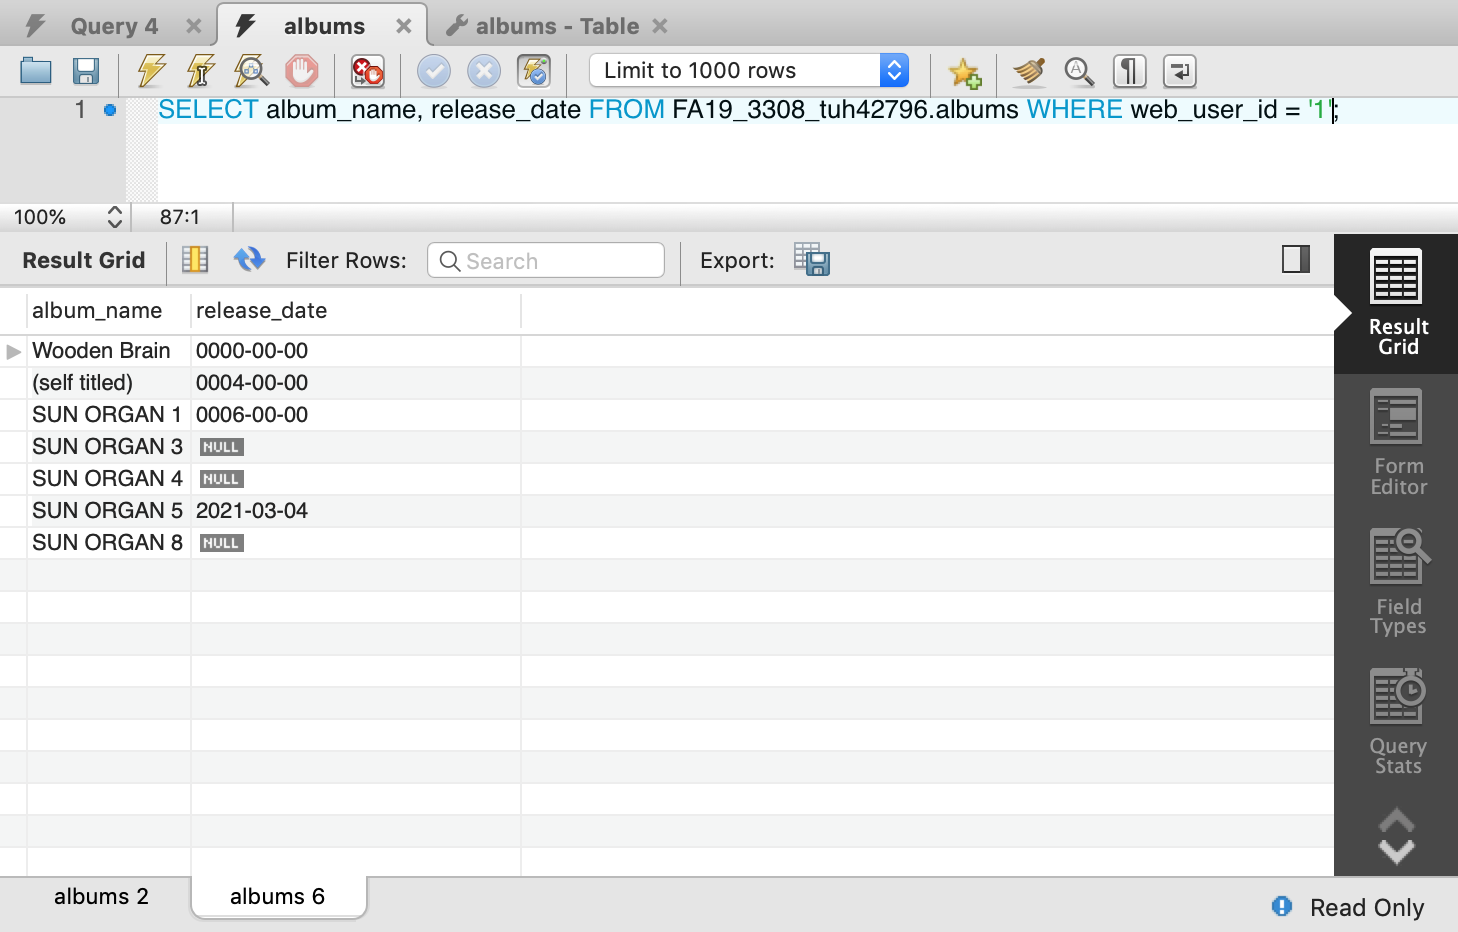 Query 4 albums albums - Table
Limit to 1000 rows
1 SELECT album_name, release_date FROM FA19_3308_tuh42796.albums WHERE web_user_id = '1';
100% 87:1
Result Grid Filter Rows: Search Export:
album_name release_date
Wooden Brain 0000-00-00
(self titled) 0004-00-00
SUN ORGAN 1 0006-00-00
SUN ORGAN 3 NULL
SUN ORGAN 4 NULL
SUN ORGAN 5 2021-03-04
SUN ORGAN 8 NULL
Result
Grid
Form
Editor
Field
Types
Query
Stats
albums 2 albums 6 Read Only